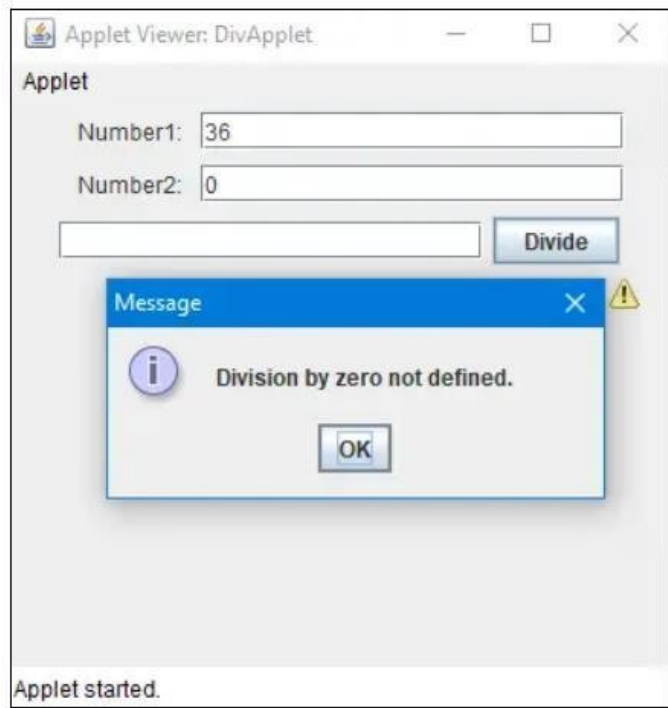 Applet Viewer: DivApplet
Applet
Number1: 36
Number2: 0
Divide
Message
Division by zero not defined.
OK
Applet started.